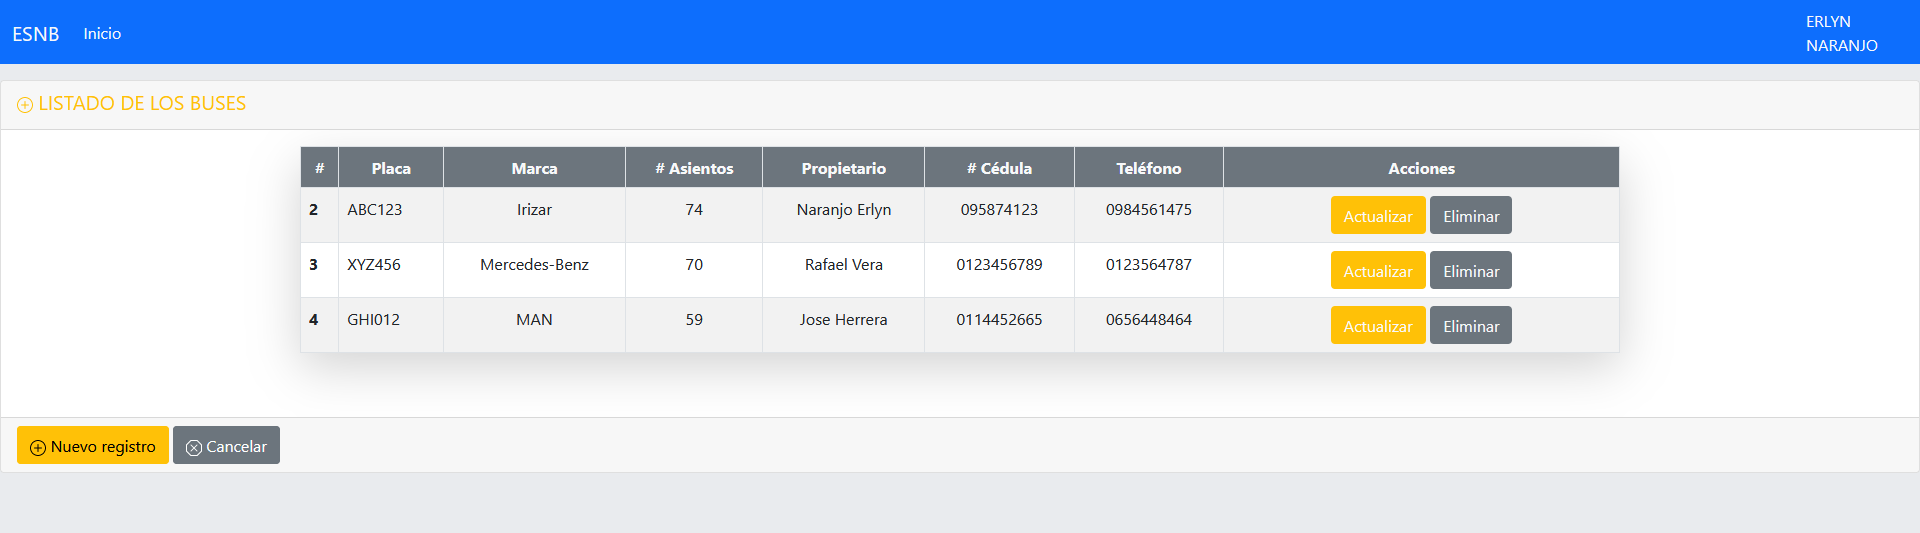 ESNB Inicio ERLYN
NARANJO
LISTADO DE LOS BUSES
# Placa Marca # Asientos Propietario # Cédula Teléfono Acciones
2 ABC123 Irizar 74 Naranjo Erlyn 095874123 0984561475 Actualizar Eliminar
3 XYZ456 Mercedes-Benz 70 Rafael Vera 0123456789 0123564787 Actualizar Eliminar
4 GHI012 MAN 59 Jose Herrera 0114452665 0656448464 Actualizar Eliminar
Nuevo registro Cancelar